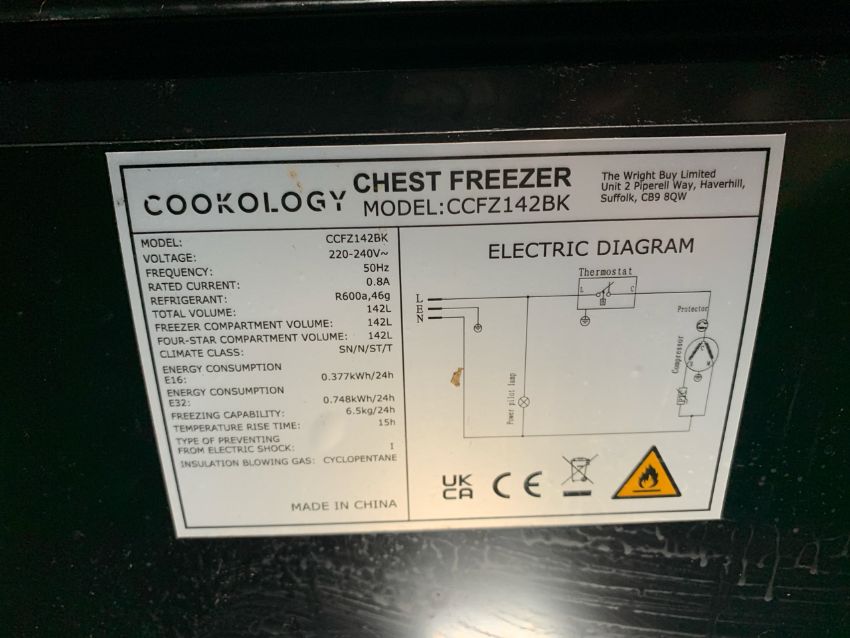 COOKOLOGY
CHEST FREEZER
MODEL:CCFZ142BK
The Wright Buy Limited
Unit 2 Piperell Way, Haverhill,
Suffolk, CB9 8QW
MODEL: CCFZ142BK
VOLTAGE: 220-240V~
FREQUENCY: 50Hz
RATED CURRENT: 0.8A
REFRIGERANT: R600a,46g
TOTAL VOLUME: 142L
FREEZER COMPARTMENT VOLUME: 142L
FOUR-STAR COMPARTMENT VOLUME: 142L
CLIMATE CLASS: SN/N/ST/T
ENERGY CONSUMPTION
E16: 0.377kWh/24h
ENERGY CONSUMPTION
E32: 0.748kWh/24h
FREEZING CAPABILITY: 6.5kg/24h
TEMPERATURE RISE TIME: 15h
TYPE OF PREVENTING
FROM ELECTRIC SHOCK: I
INSULATION BLOWING GAS: CYCLOPENTANE
MADE IN CHINA
ELECTRIC DIAGRAM
Thermostat
L C
L
E
N
Protector
Compressor
PTC
Power pilot lamp
UK
CA
CE